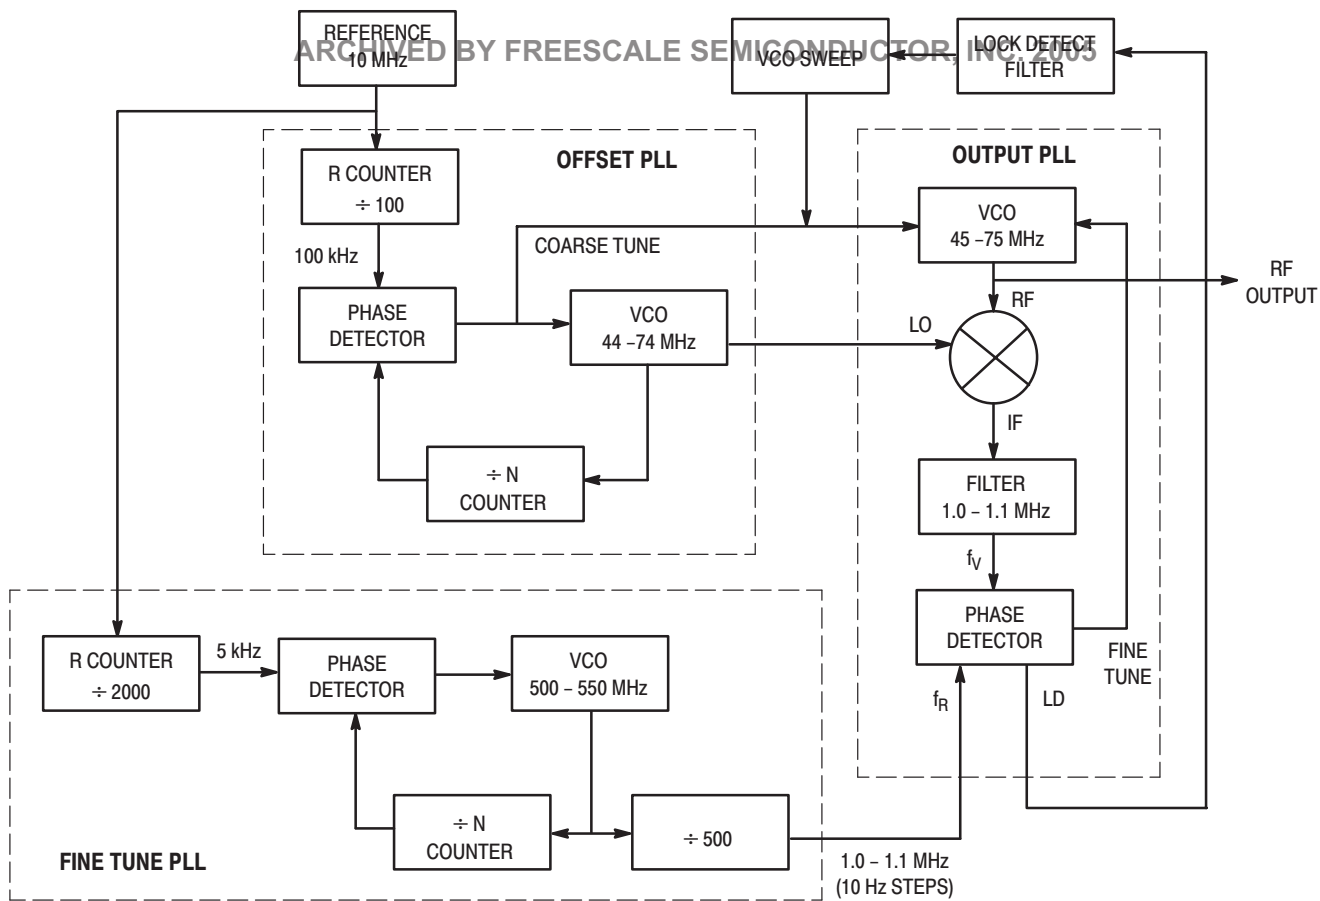 ARCHIVED BY FREESCALE SEMICONDUCTOR, INC. 2005
REFERENCE
10 MHz
VCO SWEEP
LOCK DETECT
FILTER
OFFSET PLL
R COUNTER
÷ 100
100 kHz
COARSE TUNE
PHASE
DETECTOR
VCO
44 –74 MHz
÷ N
COUNTER
OUTPUT PLL
VCO
45 –75 MHz
RF
OUTPUT
RF
LO
IF
FILTER
1.0 – 1.1 MHz
fV
PHASE
DETECTOR
FINE
TUNE
fR
LD
R COUNTER
÷ 2000
5 kHz
PHASE
DETECTOR
VCO
500 – 550 MHz
÷ N
COUNTER
÷ 500
FINE TUNE PLL
1.0 – 1.1 MHz
(10 Hz STEPS)